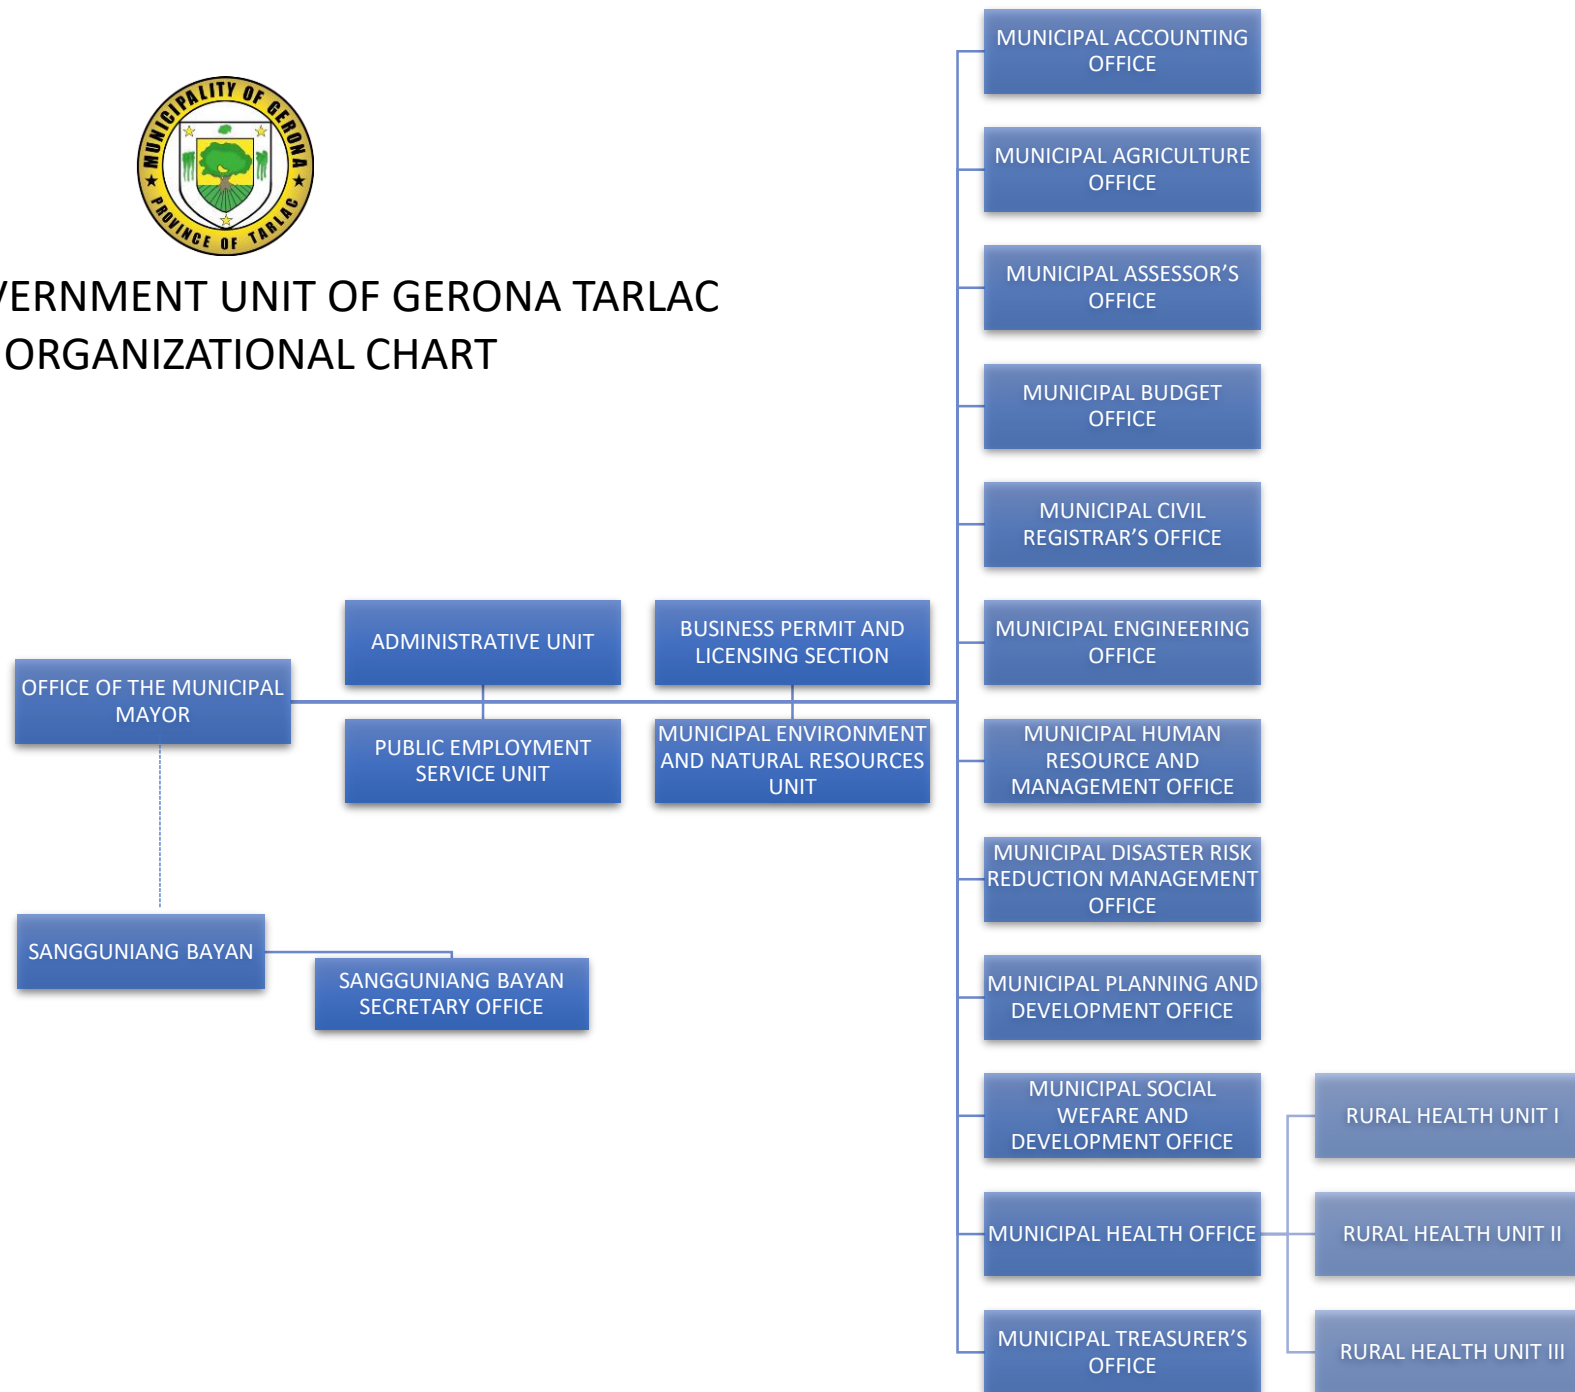 MUNICIPALITY OF GERONA
PROVINCE OF TARLAC
VERNMENT UNIT OF GERONA TARLAC
ORGANIZATIONAL CHART
OFFICE OF THE MUNICIPAL
MAYOR
SANGGUNIANG BAYAN
SANGGUNIANG BAYAN
SECRETARY OFFICE
ADMINISTRATIVE UNIT
PUBLIC EMPLOYMENT
SERVICE UNIT
BUSINESS PERMIT AND
LICENSING SECTION
MUNICIPAL ENVIRONMENT
AND NATURAL RESOURCES
UNIT
MUNICIPAL ACCOUNTING
OFFICE
MUNICIPAL AGRICULTURE
OFFICE
MUNICIPAL ASSESSOR’S
OFFICE
MUNICIPAL BUDGET
OFFICE
MUNICIPAL CIVIL
REGISTRAR’S OFFICE
MUNICIPAL ENGINEERING
OFFICE
MUNICIPAL HUMAN
RESOURCE AND
MANAGEMENT OFFICE
MUNICIPAL DISASTER RISK
REDUCTION MANAGEMENT
OFFICE
MUNICIPAL PLANNING AND
DEVELOPMENT OFFICE
MUNICIPAL SOCIAL
WEFARE AND
DEVELOPMENT OFFICE
MUNICIPAL HEALTH OFFICE
MUNICIPAL TREASURER’S
OFFICE
RURAL HEALTH UNIT I
RURAL HEALTH UNIT II
RURAL HEALTH UNIT III